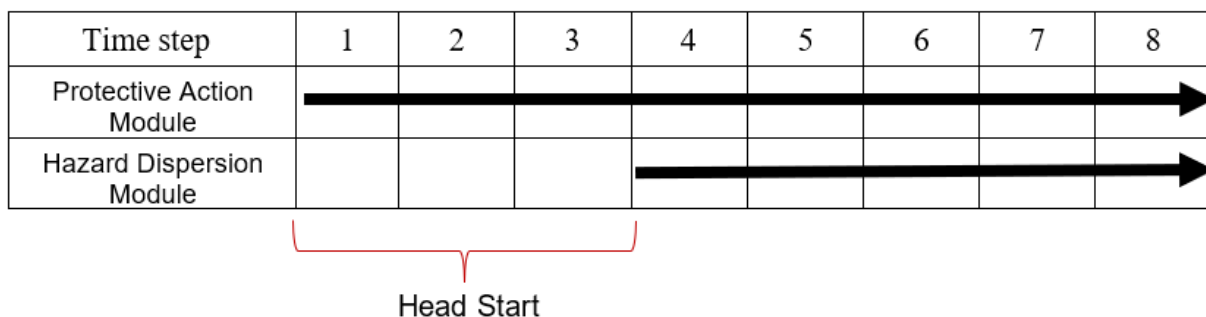 Time step 1 2 3 4 5 6 7 8
Protective Action
Module
Hazard Dispersion
Module
Head Start